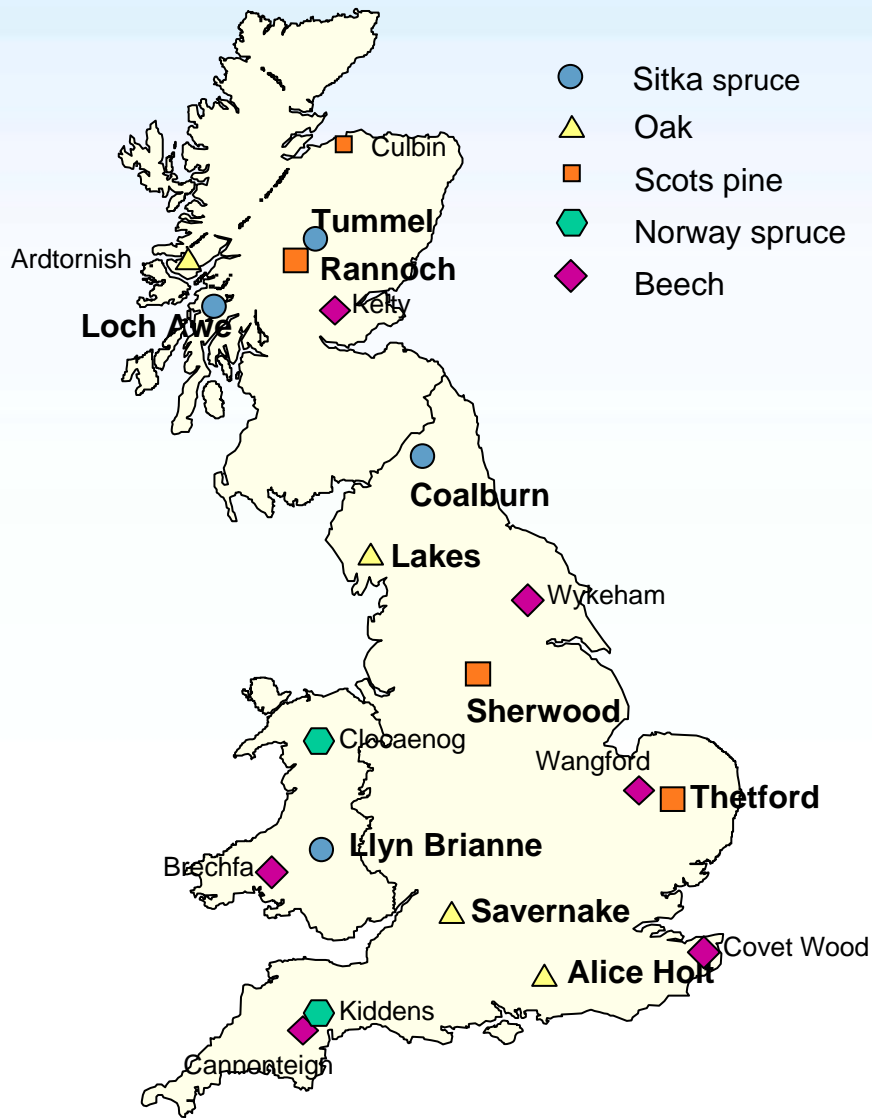 Sitka spruce
Oak
Culbin
Scots pine
Tummel
Norway spruce
Ardtornish
Rannoch
Beech
Kelty
Loch Awe
Coalburn
Lakes
Wykeham
Sherwood
Clocaenog
Wangford
Thetford
Llyn Brianne
Brechfa
Savernake
Covet Wood
Alice Holt
Kiddens
Cannonteign